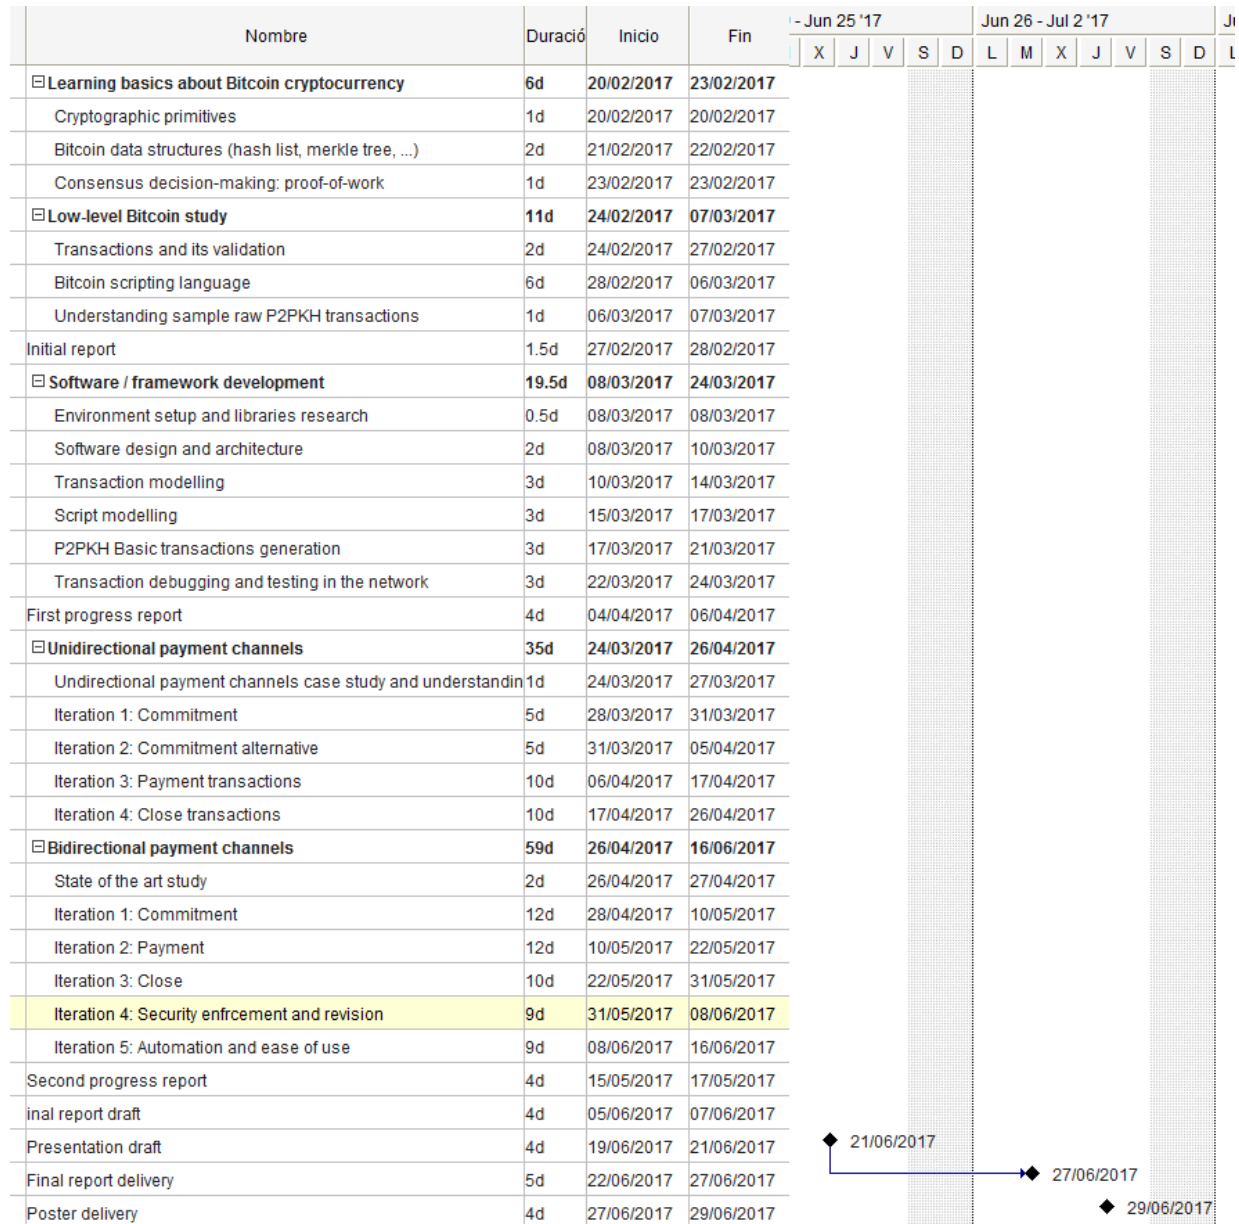 Nombre Duració Inicio Fin - Jun 25 '17 Jun 26 - Jul 2 '17
X J V S D L M X J V S D L
Learning basics about Bitcoin cryptocurrency 6d 20/02/2017 23/02/2017
Cryptographic primitives 1d 20/02/2017 20/02/2017
Bitcoin data structures (hash list, merkle tree, ...) 2d 21/02/2017 22/02/2017
Consensus decision-making: proof-of-work 1d 23/02/2017 23/02/2017
Low-level Bitcoin study 11d 24/02/2017 07/03/2017
Transactions and its validation 2d 24/02/2017 27/02/2017
Bitcoin scripting language 6d 28/02/2017 06/03/2017
Understanding sample raw P2PKH transactions 1d 06/03/2017 07/03/2017
Initial report 1.5d 27/02/2017 28/02/2017
Software / framework development 19.5d 08/03/2017 24/03/2017
Environment setup and libraries research 0.5d 08/03/2017 08/03/2017
Software design and architecture 2d 08/03/2017 10/03/2017
Transaction modelling 3d 10/03/2017 14/03/2017
Script modelling 3d 15/03/2017 17/03/2017
P2PKH Basic transactions generation 3d 17/03/2017 21/03/2017
Transaction debugging and testing in the network 3d 22/03/2017 24/03/2017
First progress report 4d 04/04/2017 06/04/2017
Unidirectional payment channels 35d 24/03/2017 26/04/2017
Undirectional payment channels case study and understandin 1d 24/03/2017 27/03/2017
Iteration 1: Commitment 5d 28/03/2017 31/03/2017
Iteration 2: Commitment alternative 5d 31/03/2017 05/04/2017
Iteration 3: Payment transactions 10d 06/04/2017 17/04/2017
Iteration 4: Close transactions 10d 17/04/2017 26/04/2017
Bidirectional payment channels 59d 26/04/2017 16/06/2017
State of the art study 2d 26/04/2017 27/04/2017
Iteration 1: Commitment 12d 28/04/2017 10/05/2017
Iteration 2: Payment 12d 10/05/2017 22/05/2017
Iteration 3: Close 10d 22/05/2017 31/05/2017
Iteration 4: Security enfrcement and revision 9d 31/05/2017 08/06/2017
Iteration 5: Automation and ease of use 9d 08/06/2017 16/06/2017
Second progress report 4d 15/05/2017 17/05/2017
inal report draft 4d 05/06/2017 07/06/2017
Presentation draft 4d 19/06/2017 21/06/2017 21/06/2017
Final report delivery 5d 22/06/2017 27/06/2017 27/06/2017
Poster delivery 4d 27/06/2017 29/06/2017 29/06/2017